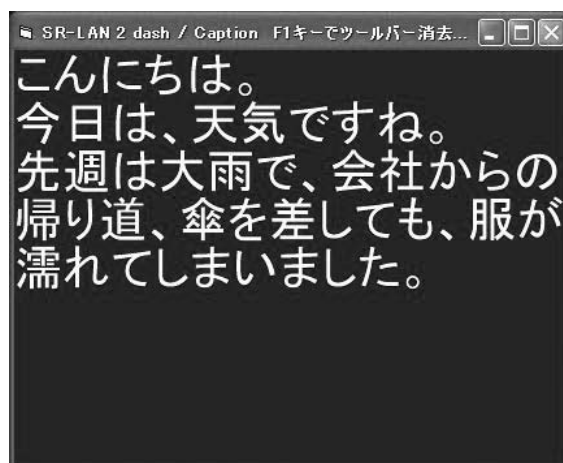 SR-LAN 2 dash / Caption F1キーでツールバー消去...
こんにちは。
今日は、天気ですね。
先週は大雨で、会社からの
帰り道、傘を差しても、服が
濡れてしまいました。